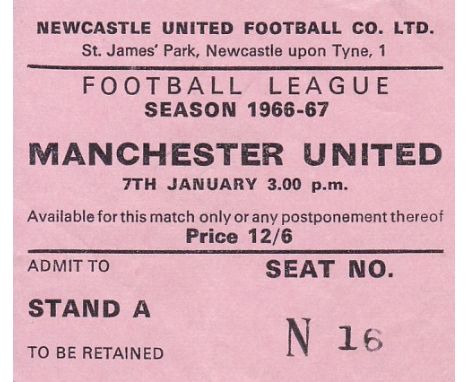 NEWCASTLE UNITED FOOTBALL CO. LTD.
St. James' Park, Newcastle upon Tyne, 1
FOOTBALL LEAGUE
SEASON 1966-67
MANCHESTER UNITED
7TH JANUARY 3.00 p.m.
Available for this match only or any postponement thereof
Price 12/6
ADMIT TO SEAT NO.
STAND A
N 16
TO BE RETAINED